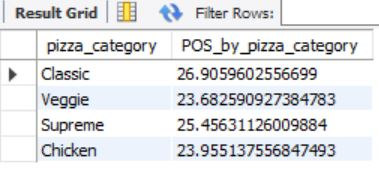 Result Grid Filter Rows:
pizza_category POS_by_pizza_category
Classic 26.9059602556699
Veggie 23.682590927384783
Supreme 25.45631126009884
Chicken 23.955137556847493